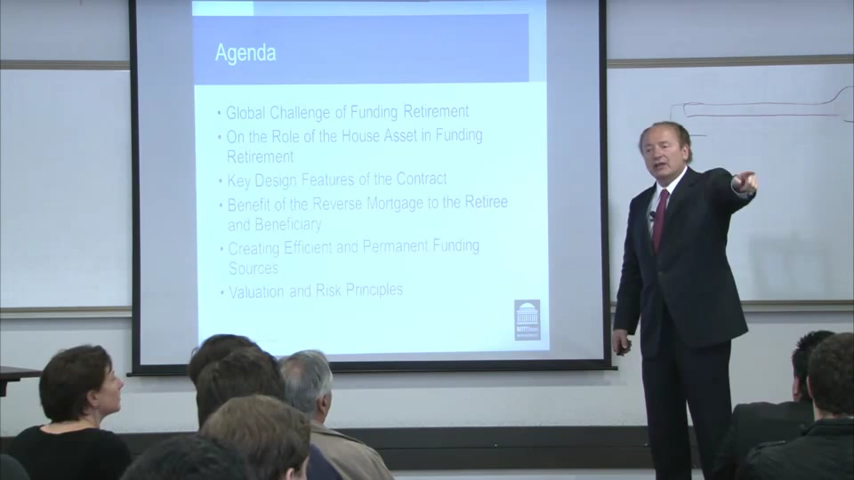 Agenda
• Global Challenge of Funding Retirement
• On the Role of the House Asset in Funding
Retirement
• Key Design Features of the Contract
• Benefit of the Reverse Mortgage to the Retiree
and Beneficiary
• Creating Efficient and Permanent Funding
Sources
• Valuation and Risk Principles